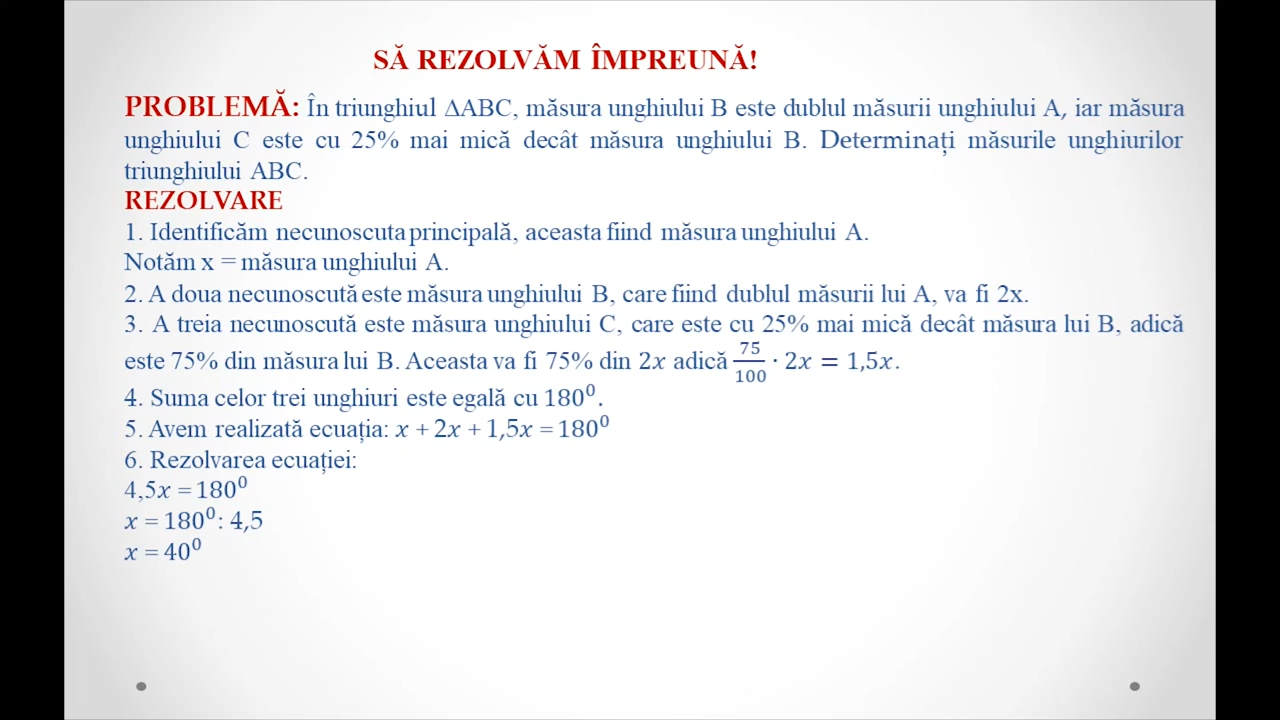 SĂ REZOLVĂM ÎMPREUNĂ!
PROBLEMĂ: În triunghiul ∆ABC, măsura unghiului B este dublul măsurii unghiului A, iar măsura
unghiului C este cu 25% mai mică decât măsura unghiului B. Determinați măsurile unghiurilor
triunghiului ABC.
REZOLVARE
1. Identificăm necunoscuta principală, aceasta fiind măsura unghiului A.
Notăm x = măsura unghiului A.
2. A doua necunoscută este măsura unghiului B, care fiind dublul măsurii lui A, va fi 2x.
3. A treia necunoscută este măsura unghiului C, care este cu 25% mai mică decât măsura lui B, adică
este 75% din măsura lui B. Aceasta va fi 75% din 2x adică 75/100 · 2x = 1,5x.
4. Suma celor trei unghiuri este egală cu 180⁰.
5. Avem realizată ecuația: x + 2x + 1,5x = 180⁰
6. Rezolvarea ecuației:
4,5x = 180⁰
x = 180⁰: 4,5
x = 40⁰